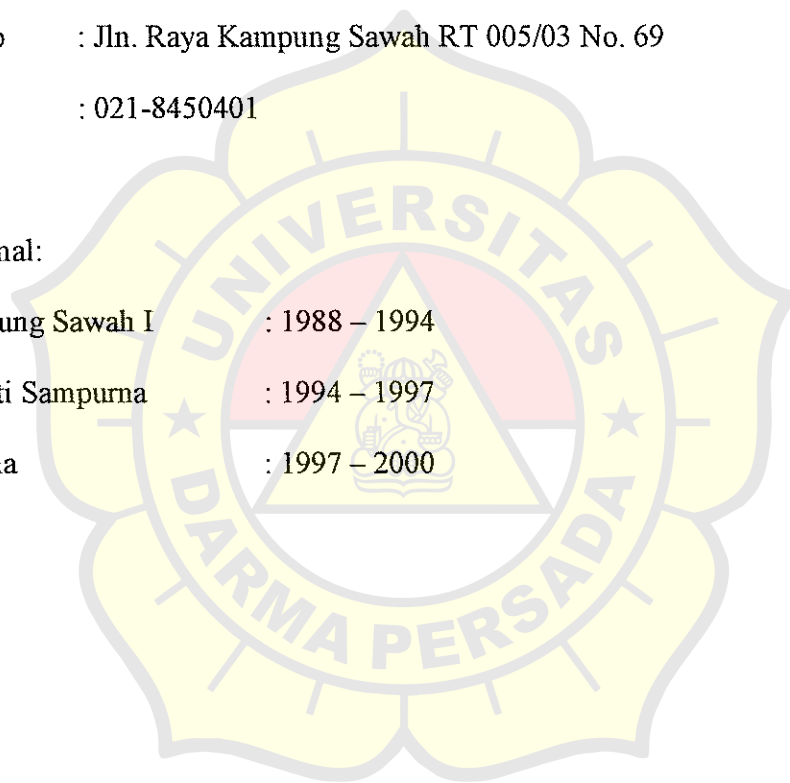 : Jln. Raya Kampung Sawah RT 005/03 No. 69
: 021-8450401
nal:
ung Sawah I : 1988 – 1994
ti Sampurna : 1994 – 1997
: 1997 – 2000
UNIVERSITAS
DARMA PERSADA